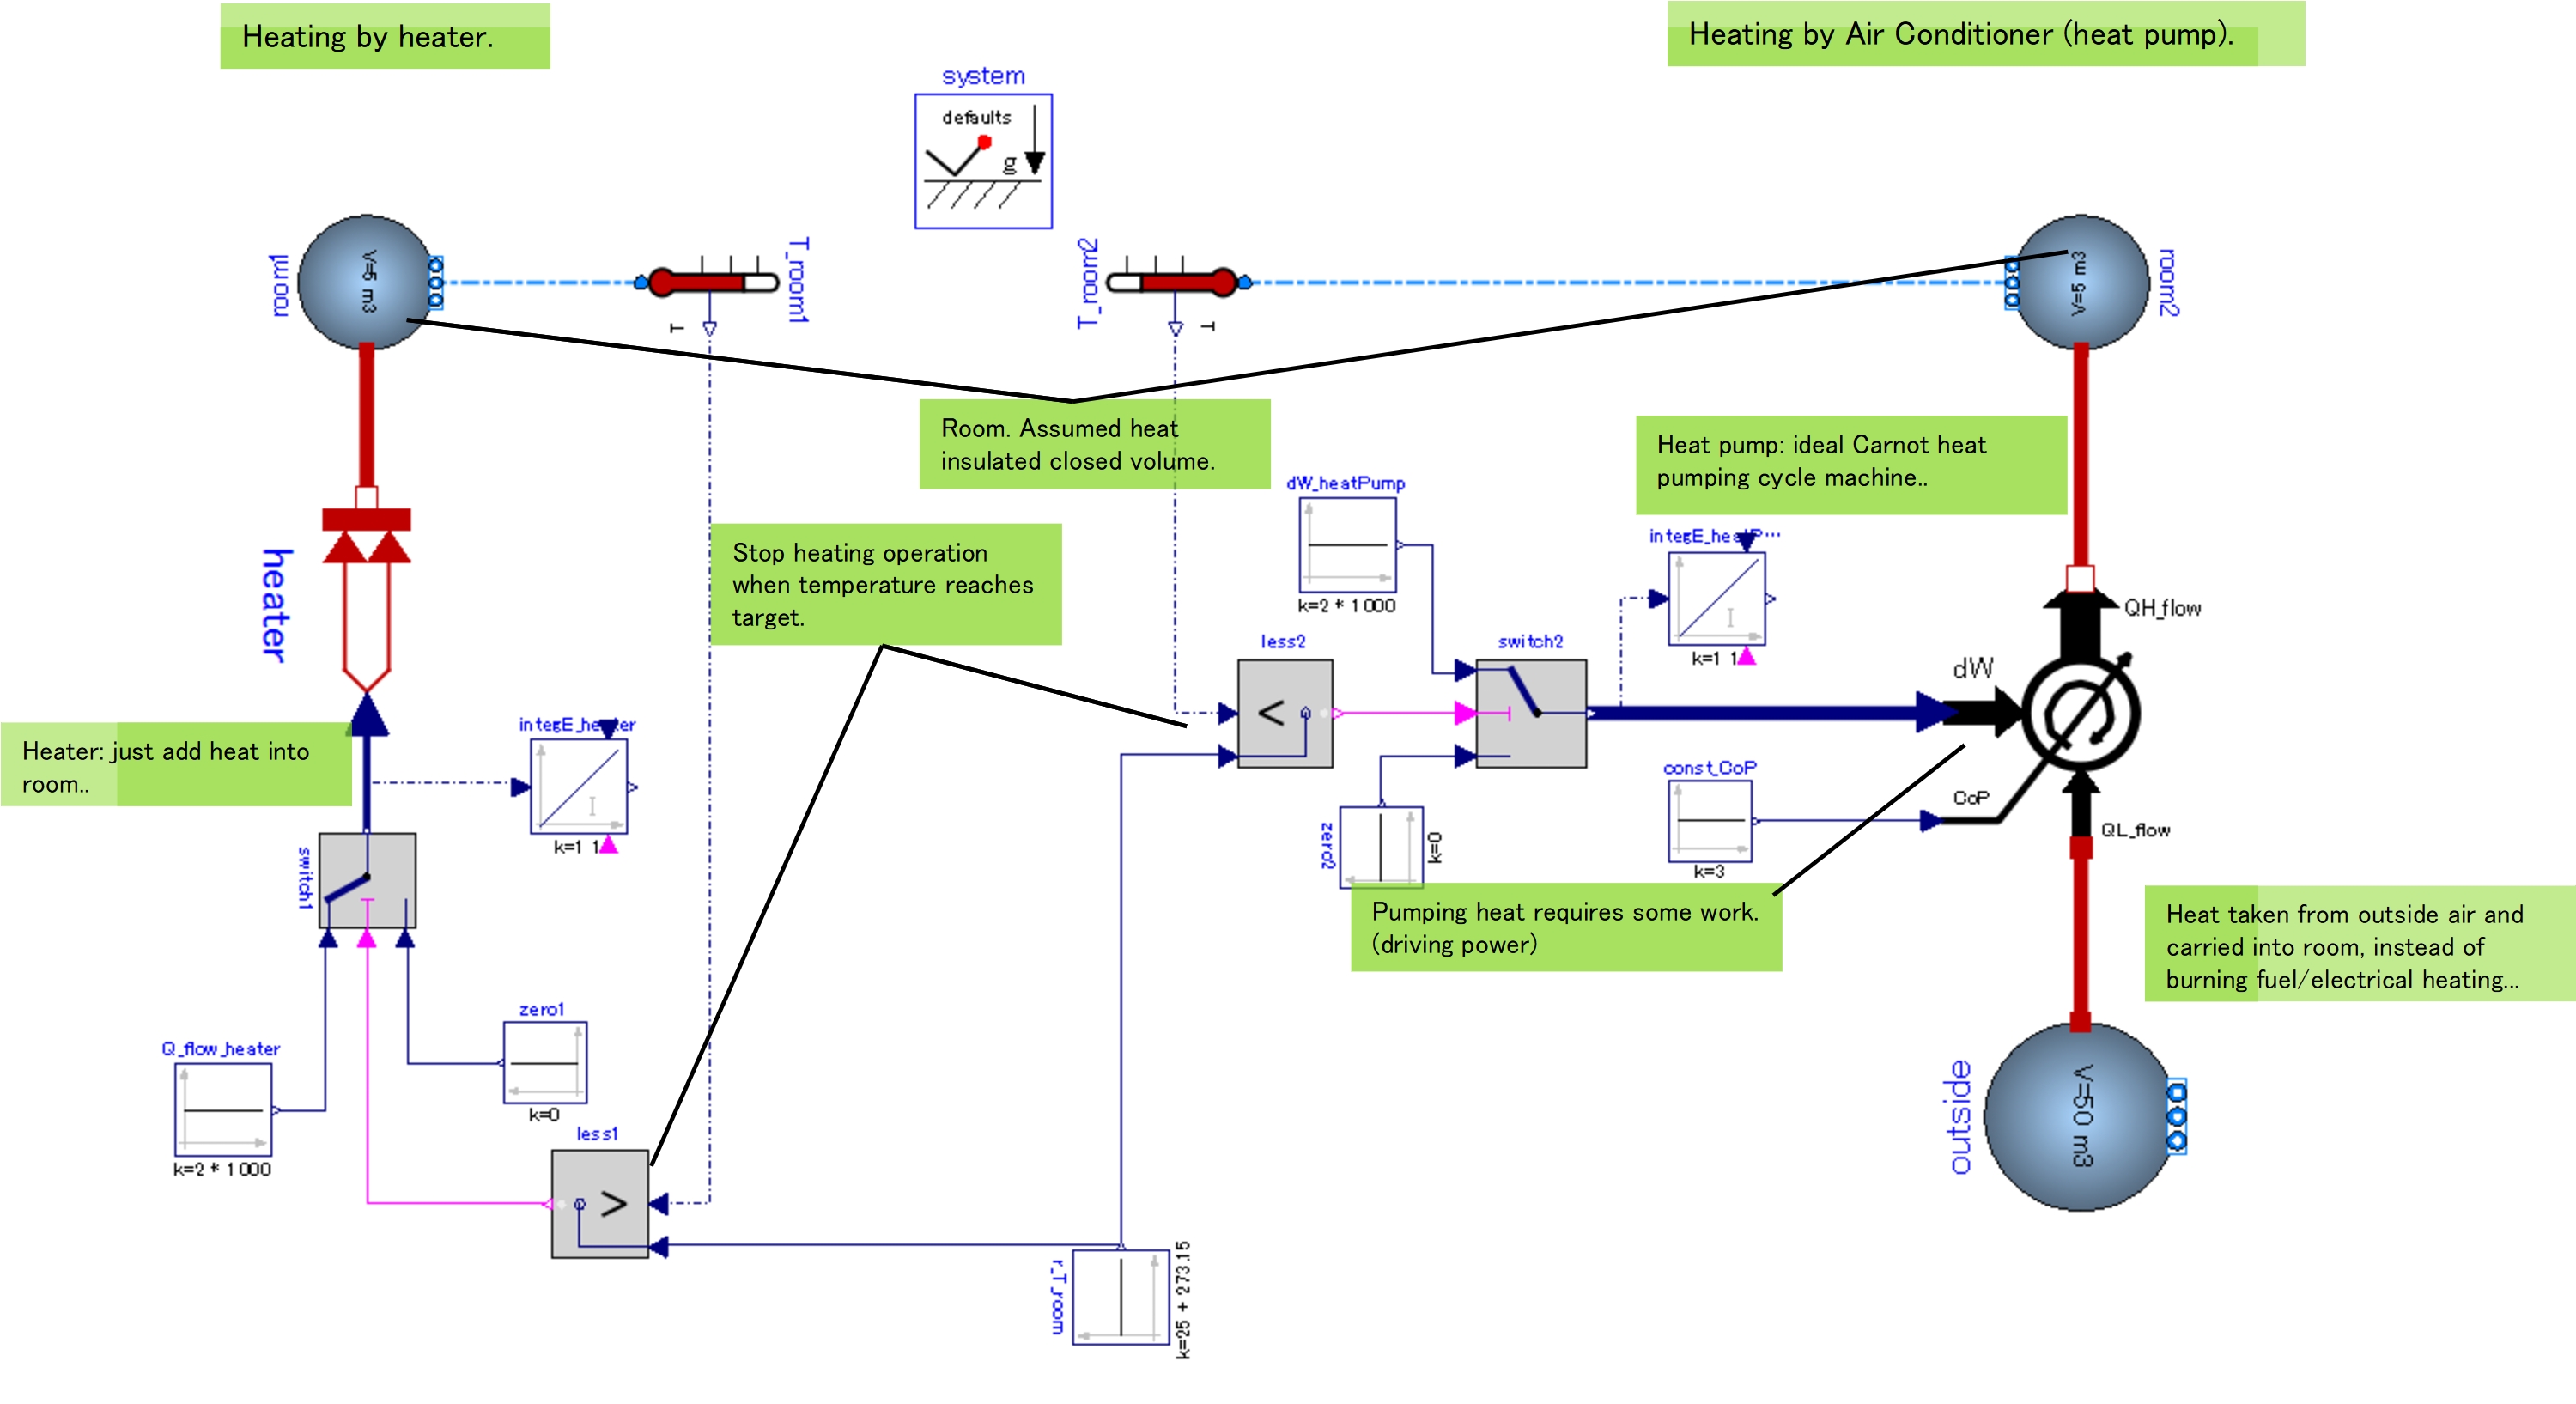 Heating by heater.
Heating by Air Conditioner (heat pump).
system
defaults
g
room1
V=5 m3
T_room1
T
T_room2
T
V=5 m3
room2
Room. Assumed heat
insulated closed volume.
Heat pump: ideal Carnot heat
pumping cycle machine..
dW_heatPump
k=2 * 1000
integE_heatP...
I
k=1 1
Stop heating operation
when temperature reaches
target.
heater
QH_flow
less2
<
switch2
dW
Heater: just add heat into
room..
integE_heater
I
k=1 1
const_CoP
k=3
CoP
QL_flow
zero2
k=0
switch1
Pumping heat requires some work.
(driving power)
Heat taken from outside air and
carried into room, instead of
burning fuel/electrical heating...
zero1
k=0
Q_flow_heater
k=2 * 1000
less1
>
outside
V=50 m3
r_T_room
k=25 + 273.15